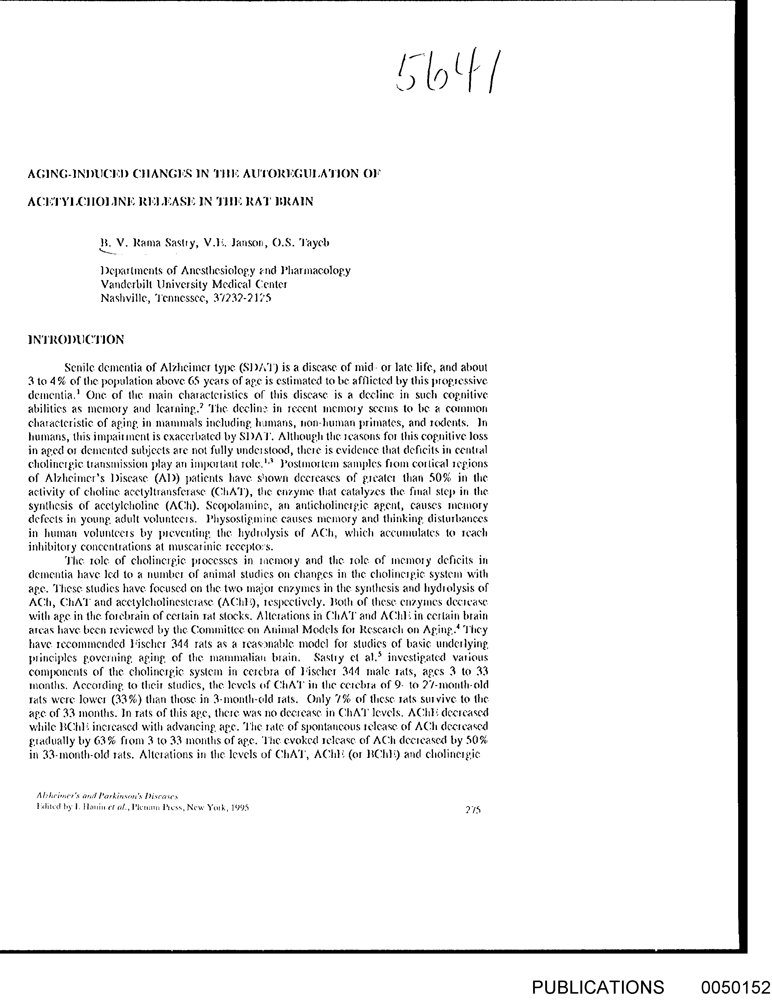 5641
AGING-INDUCED CHANGES IN THE AUTOREGULATION OF
ACETYLCHOLINE RELEASE IN THE RAT BRAIN
B. V. Rama Sastry, V.E. Janson, O.S. Tayeb
Departments of Anesthesiology and Pharmacology
Vanderbilt University Medical Center
Nashville, Tennessee, 37232-2125
INTRODUCTION
Senile dementia of Alzheimer type (SDAT) is a disease of mid- or late life, and about
3 to 4% of the population above 65 years of age is estimated to be afflicted by this progressive
dementia.1 One of the main characteristics of this disease is a decline in such cognitive
abilities as memory and learning.2 The decline in recent memory seems to be a common
characteristic of aging in mammals including humans, non-human primates, and rodents. In
humans, this impairment is exacerbated by SDAT. Although the reasons for this cognitive loss
in aged or demented subjects are not fully understood, there is evidence that deficits in central
cholinergic transmission play an important role.1,3 Postmortem samples from cortical regions
of Alzheimer's Disease (AD) patients have shown decreases of greater than 50% in the
activity of choline acetyltransferase (ChAT), the enzyme that catalyzes the final step in the
synthesis of acetylcholine (ACh). Scopolamine, an anticholinergic agent, causes memory
defects in young adult volunteers. Physostigmine causes memory and thinking disturbances
in human volunteers by preventing the hydrolysis of ACh, which accumulates to reach
inhibitory concentrations at muscarinic receptors.
The role of cholinergic processes in memory and the role of memory deficits in
dementia have led to a number of animal studies on changes in the cholinergic system with
age. These studies have focused on the two major enzymes in the synthesis and hydrolysis of
ACh, ChAT and acetylcholinesterase (AChE), respectively. Both of these enzymes decrease
with age in the forebrain of certain rat stocks. Alterations in ChAT and AChE in certain brain
areas have been reviewed by the Committee on Animal Models for Research on Aging.4 They
have recommended Fischer 344 rats as a reasonable model for studies of basic underlying
principles governing aging of the mammalian brain. Sastry et al.5 investigated various
components of the cholinergic system in cerebra of Fischer 344 male rats, ages 3 to 33
months. According to their studies, the levels of ChAT in the cerebra of 9- to 27-month-old
rats were lower (33%) than those in 3-month-old rats. Only 7% of these rats survive to the
age of 33 months. In rats of this age, there was no decrease in ChAT levels. AChE decreased
while BChE increased with advancing age. The rate of spontaneous release of ACh decreased
gradually by 63% from 3 to 33 months of age. The evoked release of ACh decreased by 50%
in 33-month-old rats. Alterations in the levels of ChAT, AChE (or BChE) and cholinergic
Alzheimer's and Parkinson's Diseases
Edited by I. Hanin et al., Plenum Press, New York, 1995
275
PUBLICATIONS 0050152